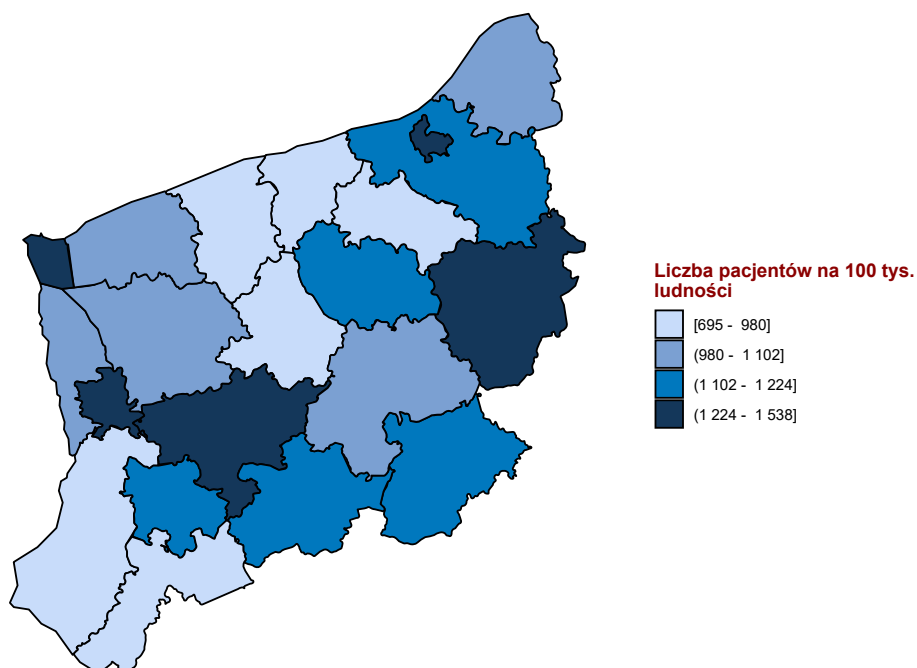 Liczba pacjentów na 100 tys.
ludności
[695 - 980]
(980 - 1 102]
(1 102 - 1 224]
(1 224 - 1 538]